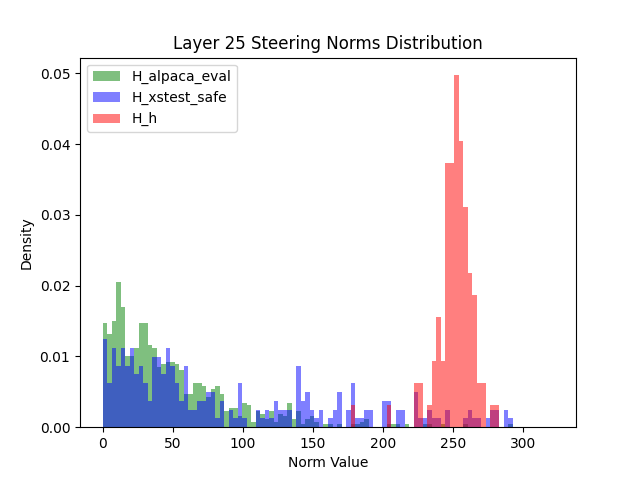 Layer 25 Steering Norms Distribution
H_alpaca_eval
H_xstest_safe
H_h
0.05
0.04
0.03
0.02
0.01
0.00
Density
0 50 100 150 200 250 300
Norm Value